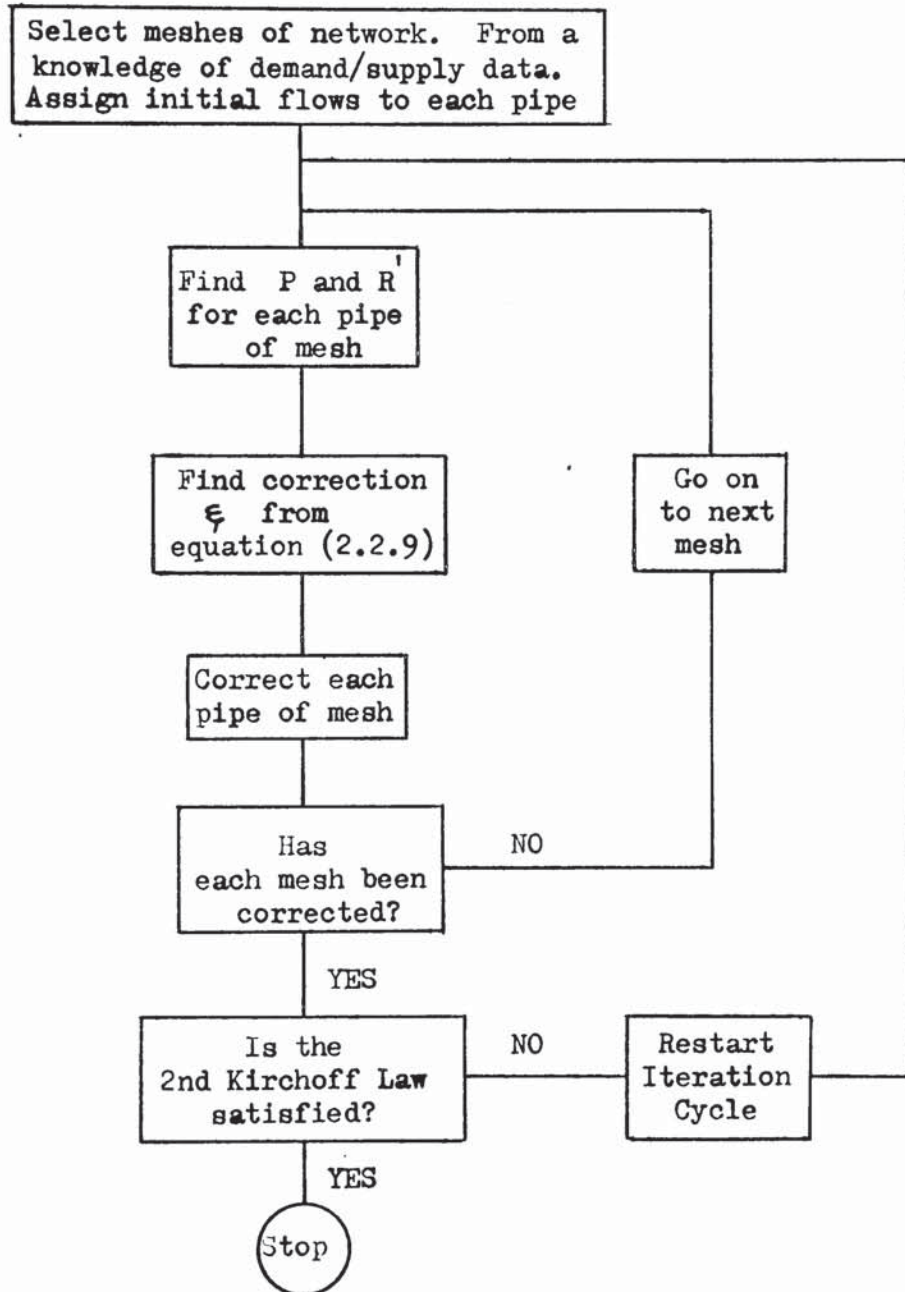 Select meshes of network. From a
knowledge of demand/supply data.
Assign initial flows to each pipe
Find P and R'
for each pipe
of mesh
Find correction
ξ from
equation (2.2.9)
Go on
to next
mesh
Correct each
pipe of mesh
Has
each mesh been
corrected?
NO
YES
Is the
2nd Kirchoff Law
satisfied?
NO
Restart
Iteration
Cycle
YES
Stop